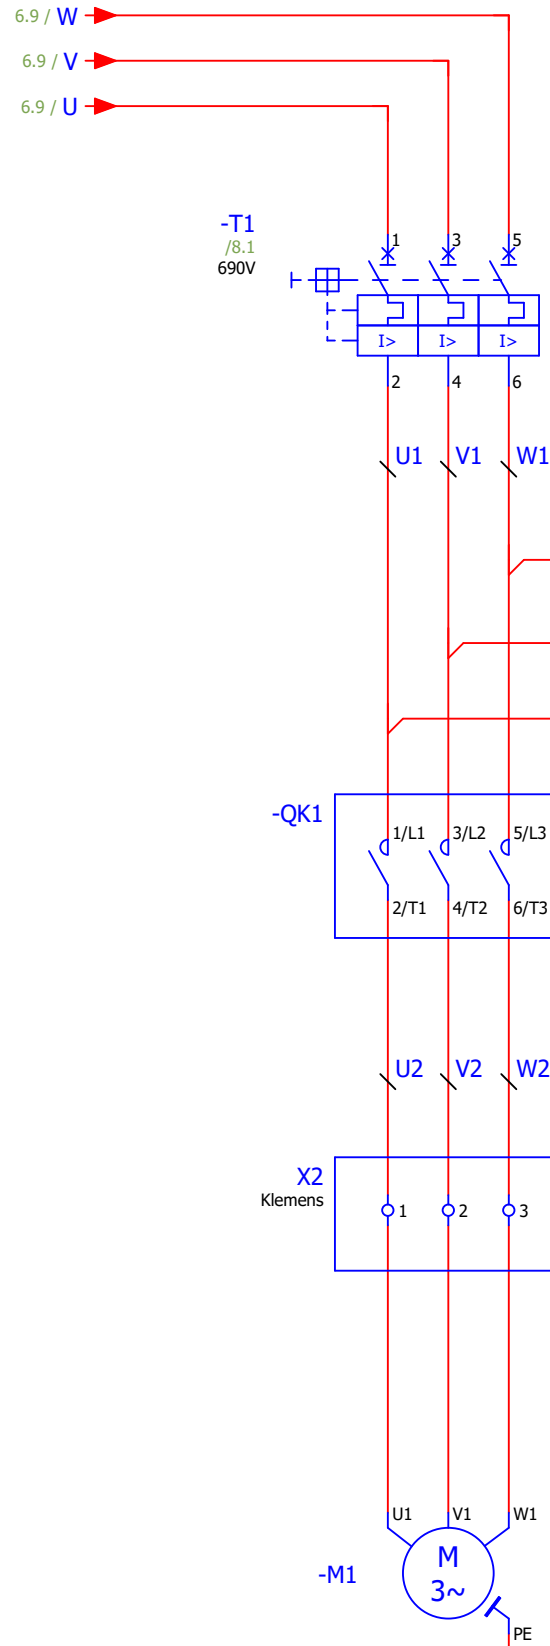 6.9 / W
6.9 / V
6.9 / U
-T1
/8.1
690V
1 3 5
I> I> I>
2 4 6
U1 V1 W1
-QK1
1/L1 3/L2 5/L3
2/T1 4/T2 6/T3
U2 V2 W2
X2
Klemens
1 2 3
U1 V1 W1
-M1
M
3~
PE